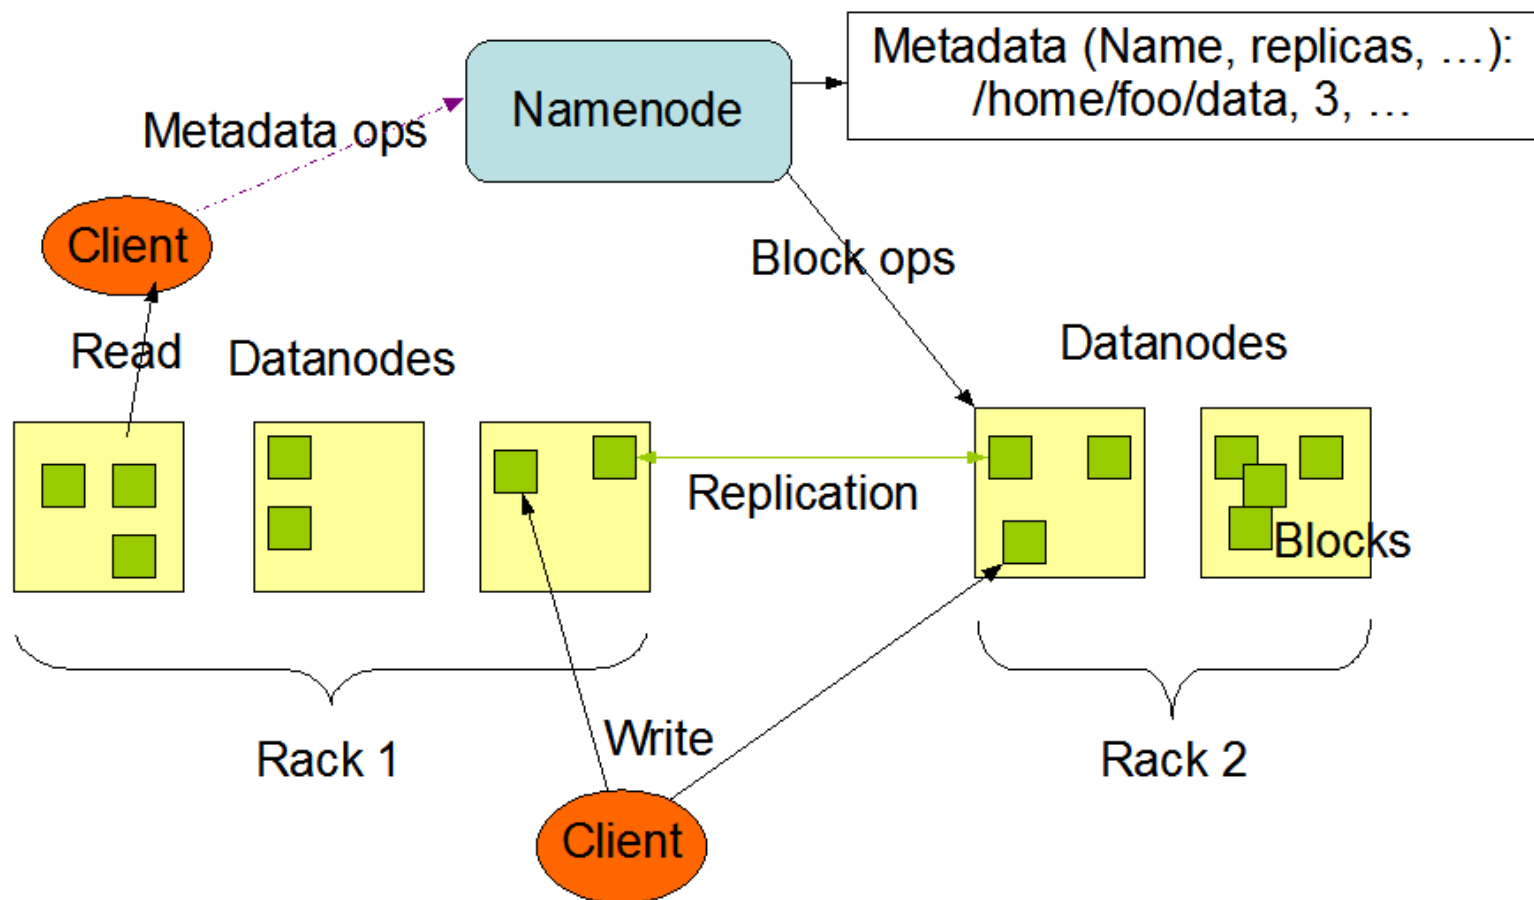 Metadata (Name, replicas, …):
/home/foo/data, 3, …
Namenode
Metadata ops
Client
Block ops
Read
Datanodes
Datanodes
Replication
Blocks
Rack 1
Write
Rack 2
Client